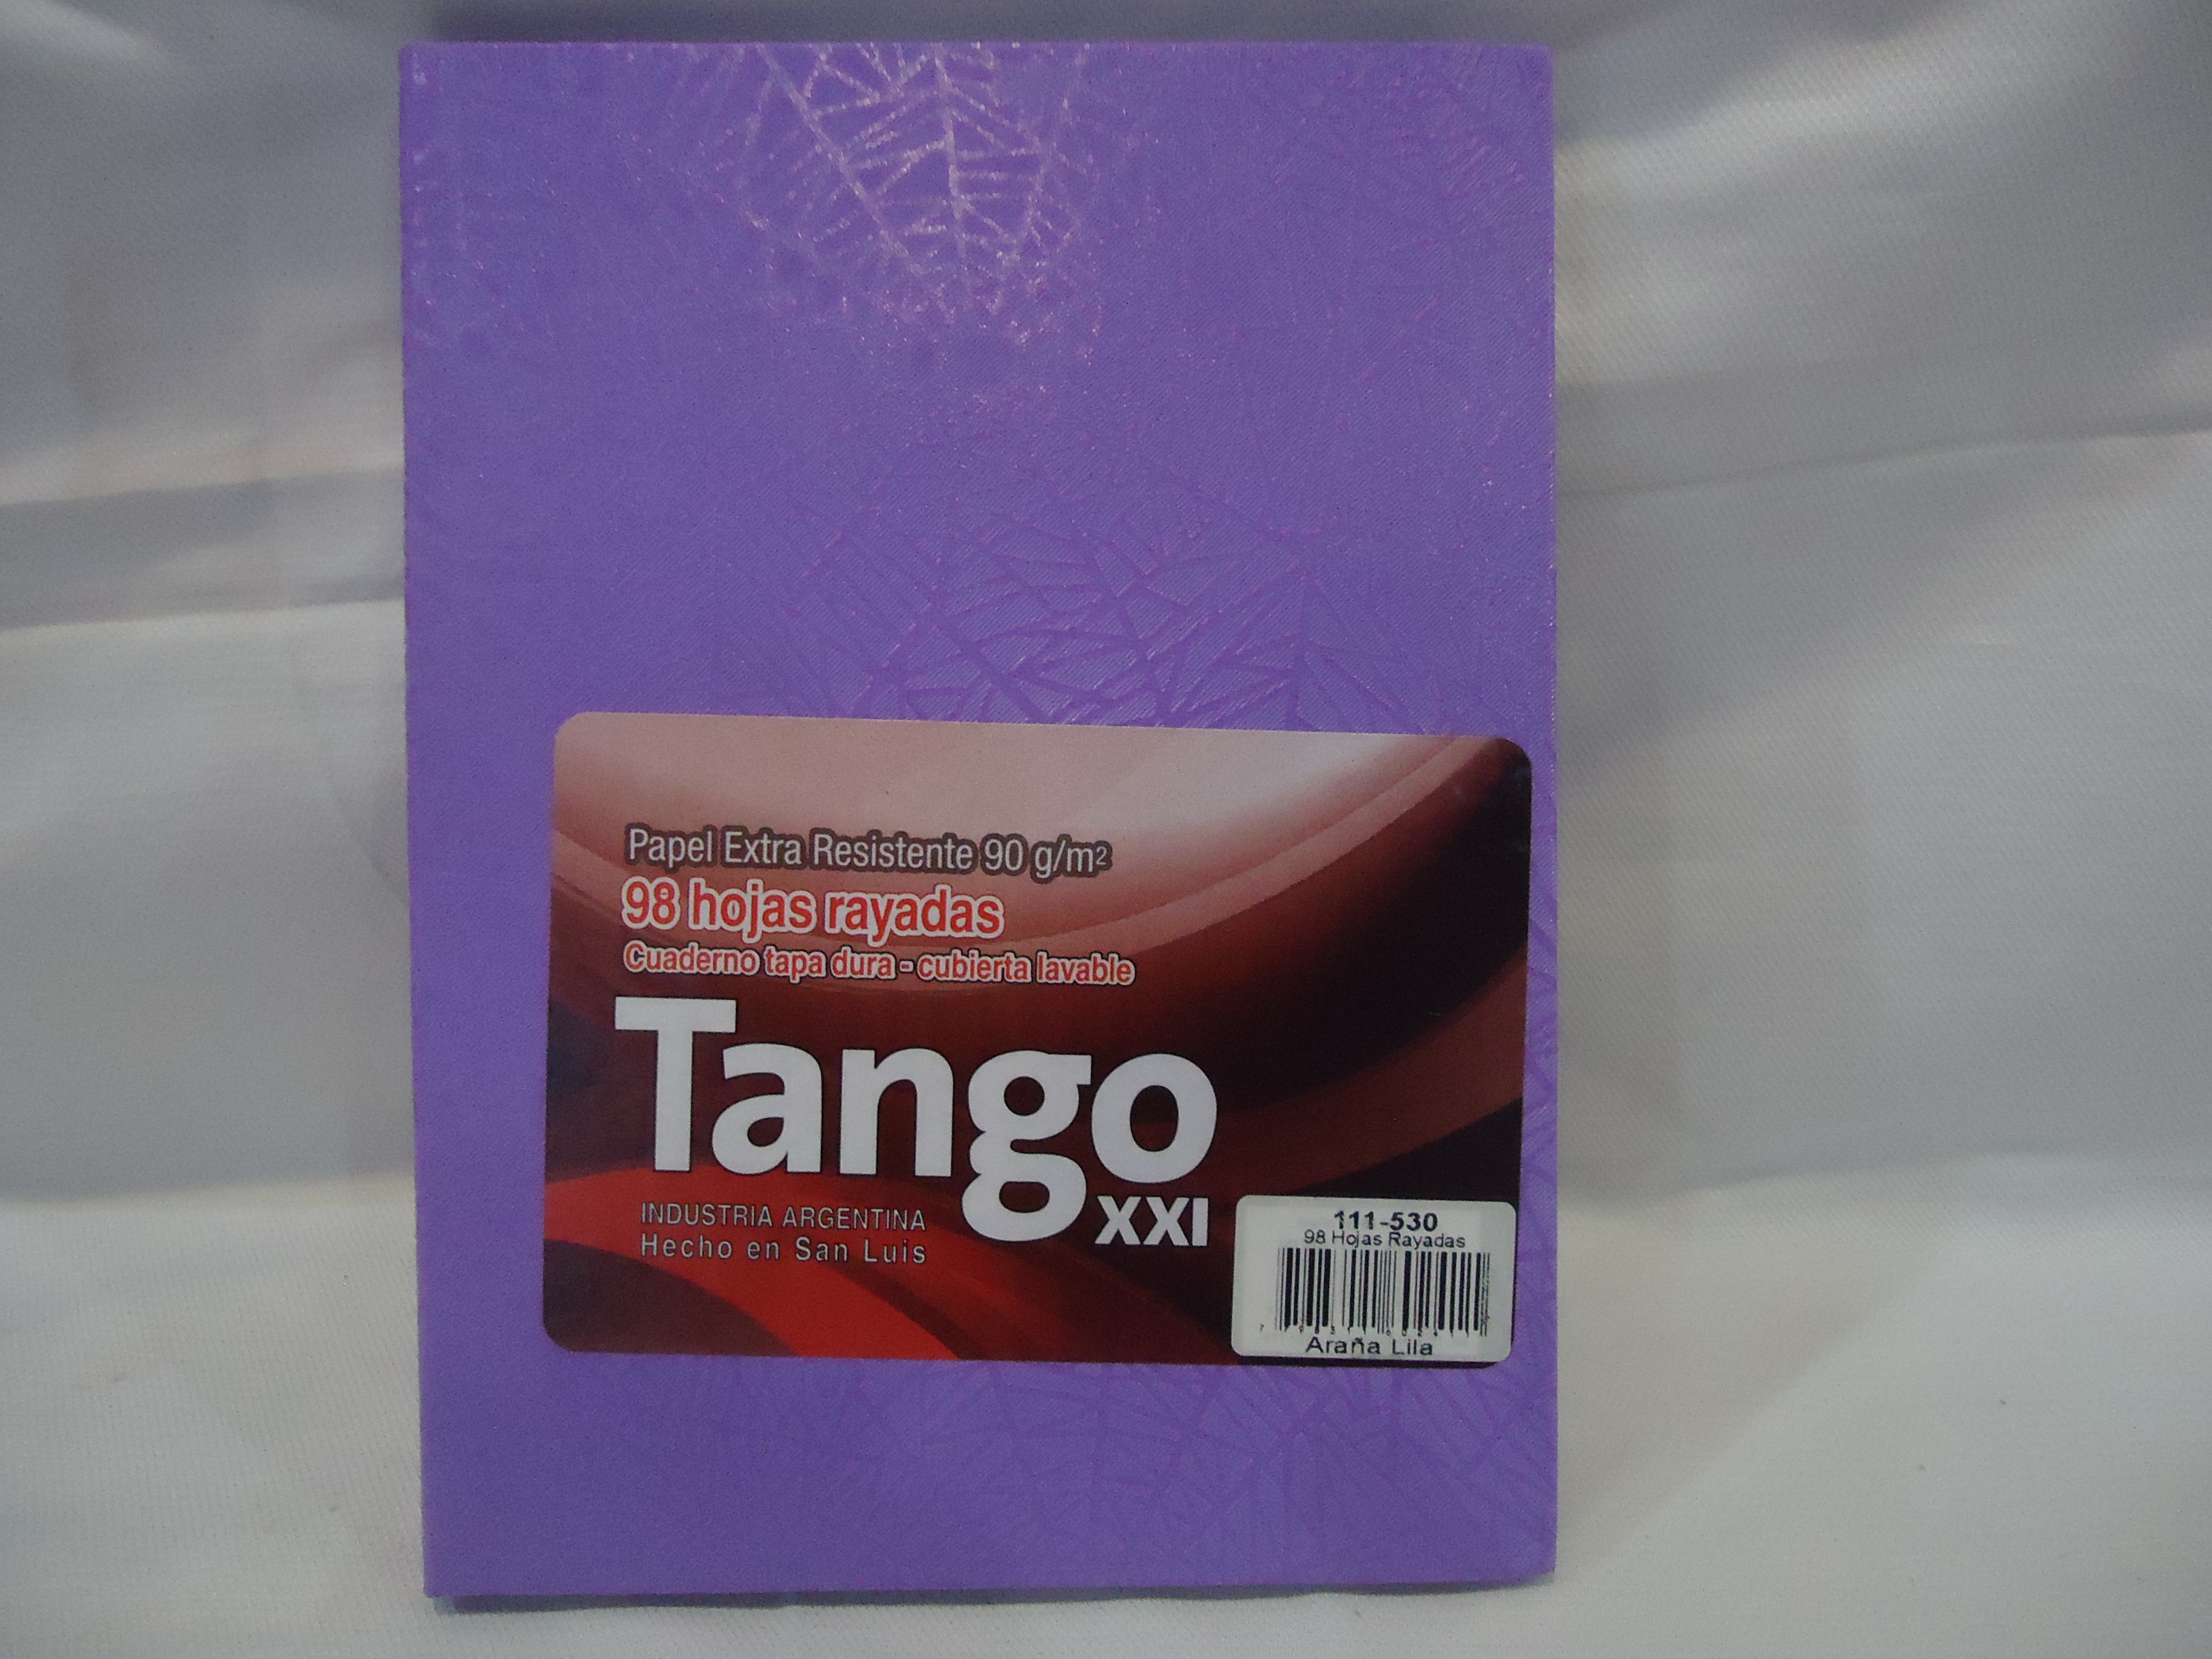 Papel Extra Resistente 90 g/m²
98 hojas rayadas
Cuaderno tapa dura - cubierta lavable
Tango
XXI
INDUSTRIA ARGENTINA
Hecho en San Luis
111-530
98 Hojas Rayadas
Araña Lila